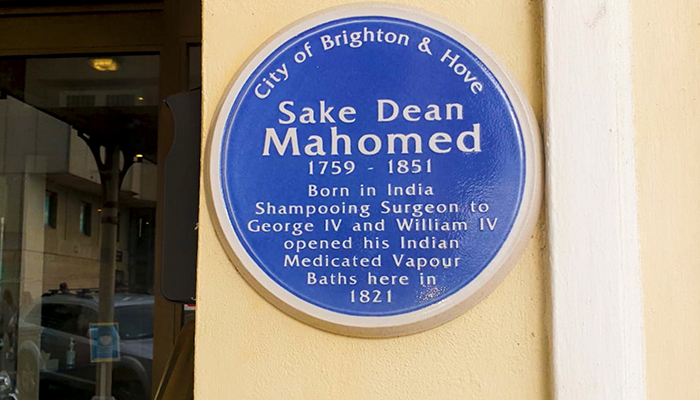 City of Brighton & Hove
Sake Dean
Mahomed
1759 - 1851
Born in India
Shampooing Surgeon to
George IV and William IV
opened his Indian
Medicated Vapour
Baths here in
1821